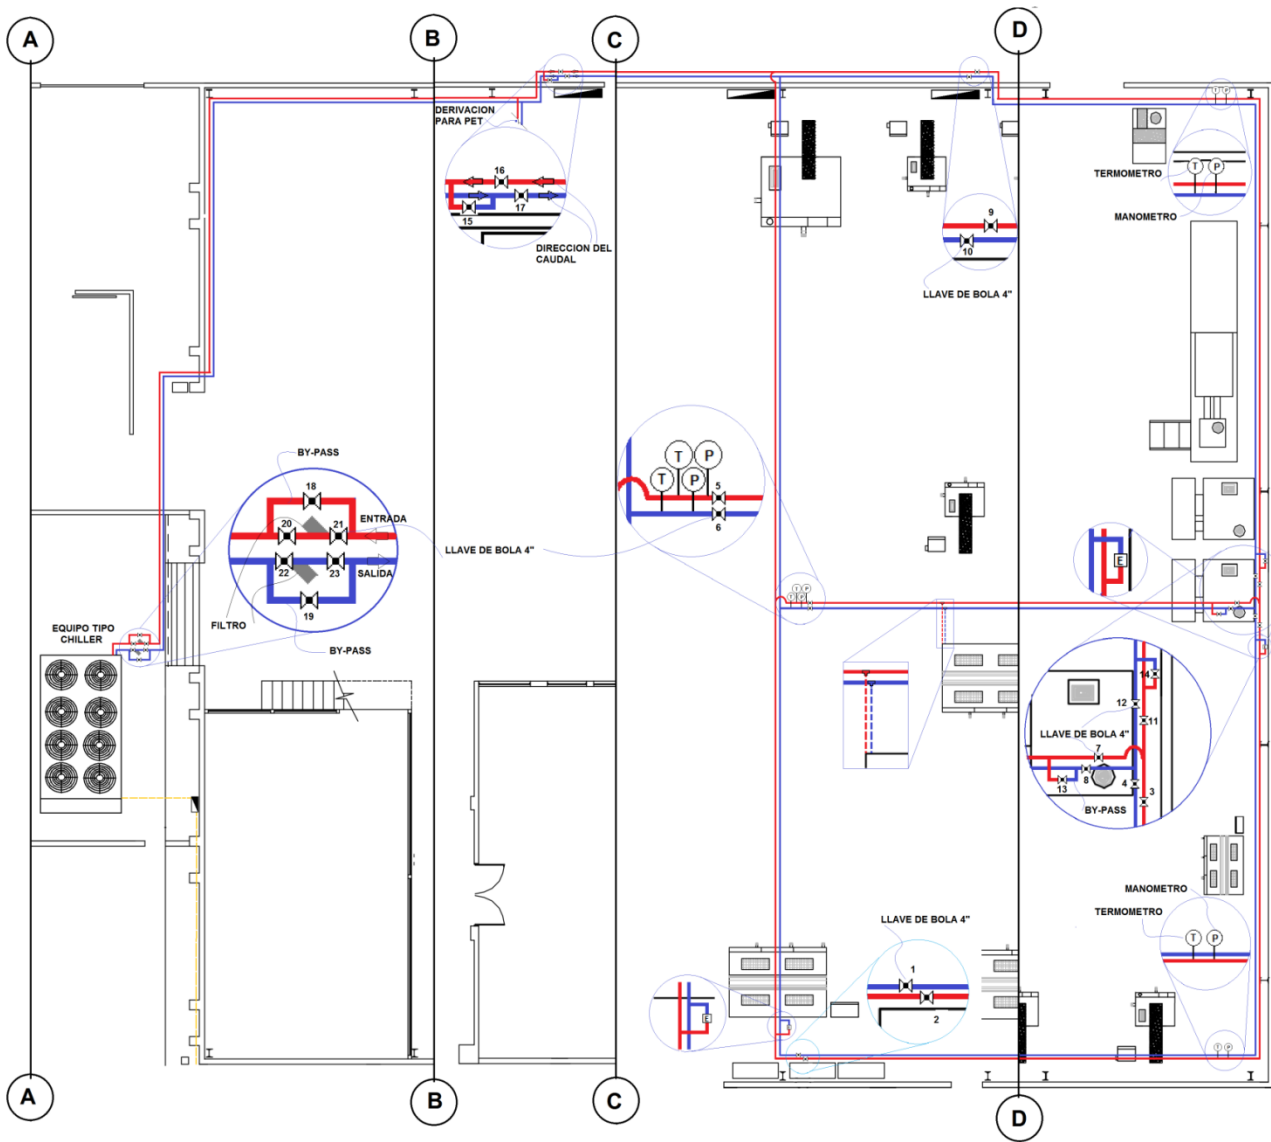 A
B
C
D
DERIVACION
PARA PET
16
17
15
DIRECCION DEL
CAUDAL
9
10
LLAVE DE BOLA 4"
T
P
TERMOMETRO
MANOMETRO
T
P
BY-PASS
18
20
21
ENTRADA
22
23
SALIDA
19
FILTRO
BY-PASS
LLAVE DE BOLA 4"
T
P
T
P
5
6
T
P
T
P
E
EQUIPO TIPO
CHILLER
14
12
11
LLAVE DE BOLA 4"
7
13
8
4
3
BY-PASS
MANOMETRO
TERMOMETRO
T
P
LLAVE DE BOLA 4"
1
2
E
T
P
A
B
C
D